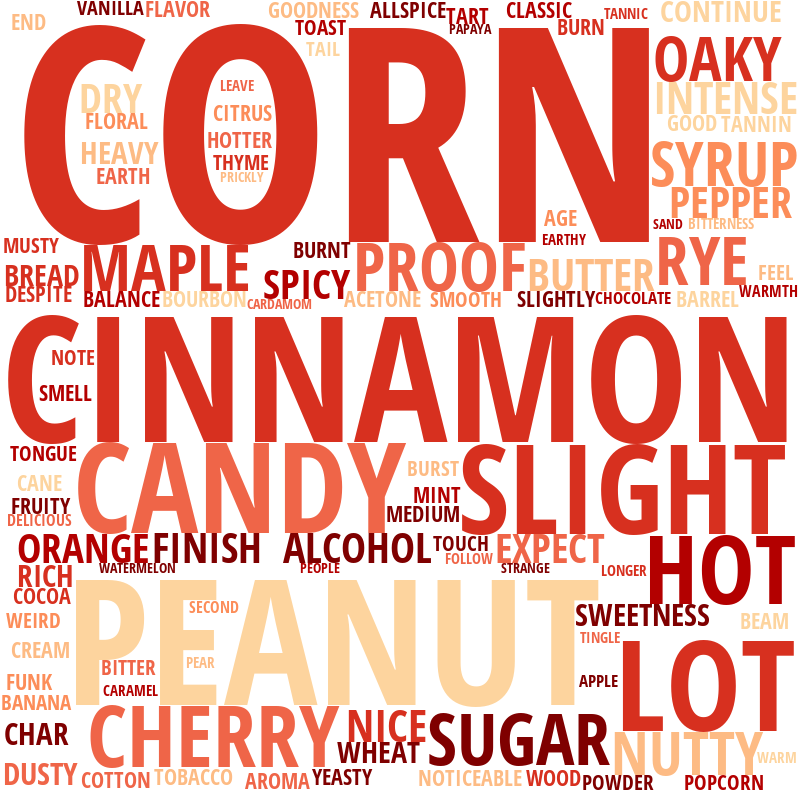 END
VANILLA
FLAVOR
GOODNESS
ALLSPICE
TART
CLASSIC
TANNIC
CONTINUE
TOAST
PAPAYA
BURN
TAIL
CORN
OAKY
DRY
LEAVE
INTENSE
FLORAL
CITRUS
GOOD
TANNIN
HEAVY
HOTTER
THYME
SYRUP
EARTH
PRICKLY
PEPPER
AGE
SAND
BITTERNESS
MUSTY
BURNT
EARTHY
MAPLE
PROOF
RYE
BREAD
SPICY
BUTTER
FEEL
DESPITE
BALANCE
BOURBON
CARDAMOM
ACETONE
SMOOTH
SLIGHTLY
CHOCOLATE
BARREL
WARMTH
CINNAMON
NOTE
SMELL
TONGUE
CANDY
BURST
SLIGHT
CANE
MINT
FRUITY
MEDIUM
DELICIOUS
ORANGE
FINISH
ALCOHOL
TOUCH
EXPECT
FOLLOW
HOT
RICH
WATERMELON
PEOPLE
STRANGE
LONGER
COCOA
PEANUT
SECOND
SWEETNESS
WEIRD
BEAM
TINGLE
CREAM
LOT
BITTER
PEAR
FUNK
CARAMEL
APPLE
BANANA
CHERRY
NICE
SUGAR
CHAR
WHEAT
NUTTY
WARM
DUSTY
COTTON
TOBACCO
AROMA
YEASTY
NOTICEABLE
WOOD
POWDER
POPCORN